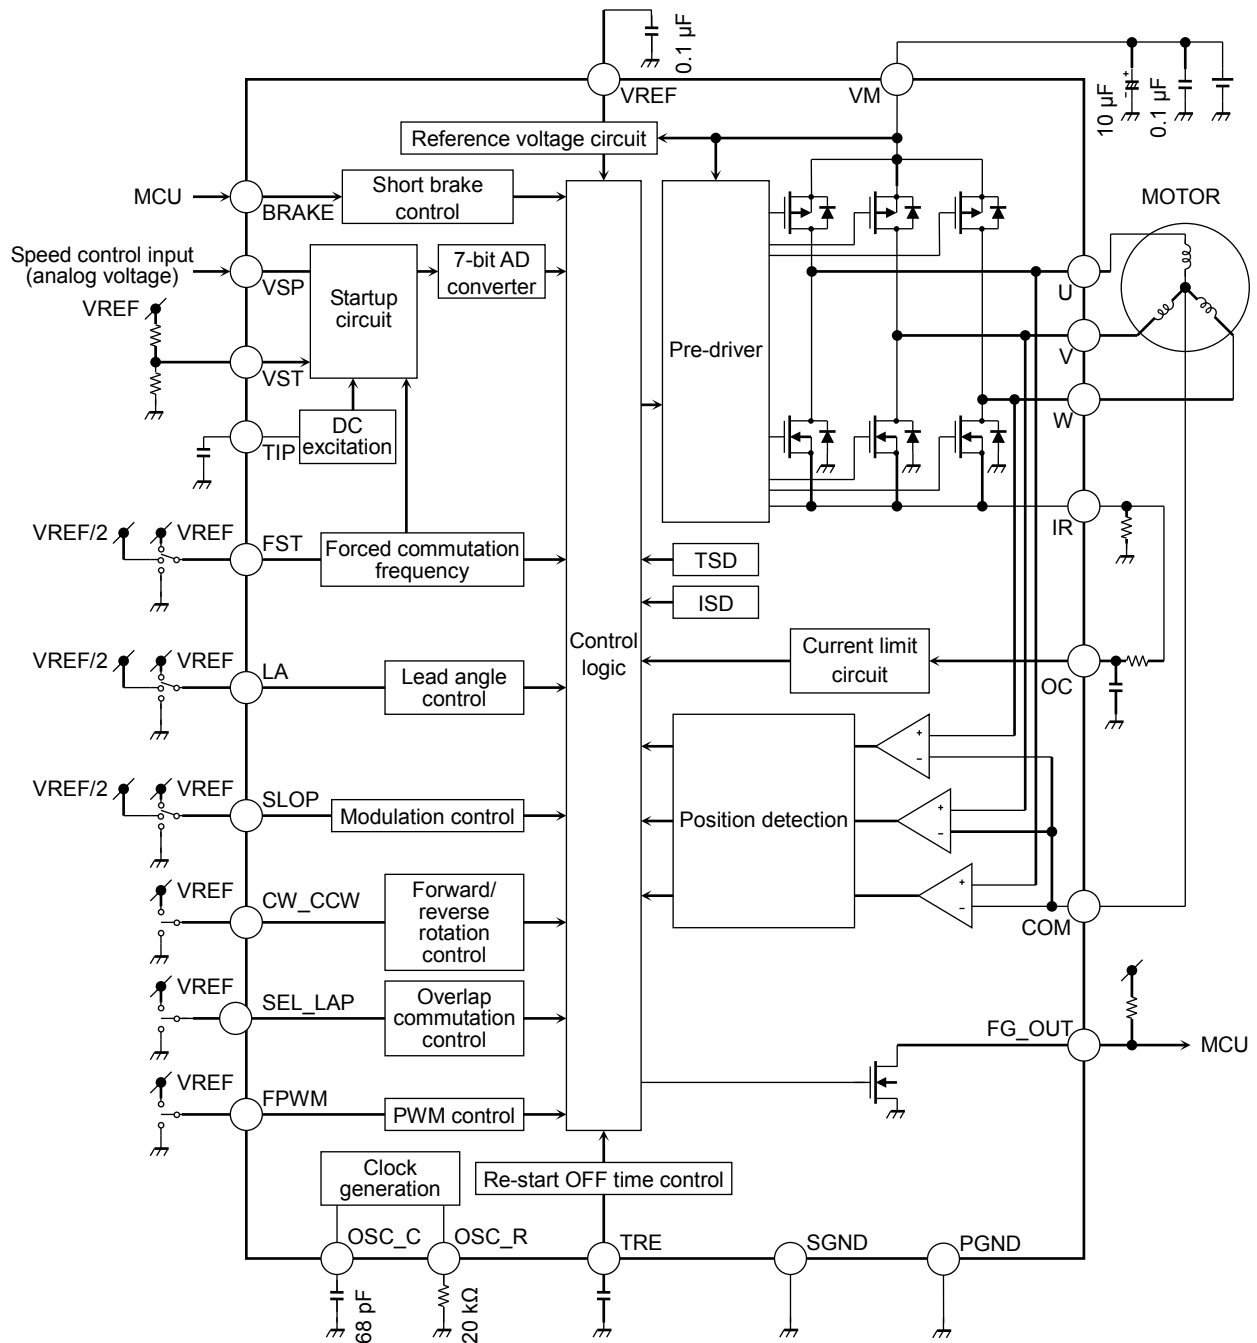 0.1 µF
VREF
VM
10 µF
+
-
0.1 µF
Reference voltage circuit
MCU
BRAKE
Short brake
control
MOTOR
Speed control input
(analog voltage)
VSP
Startup
circuit
7-bit AD
converter
VREF
VST
Pre-driver
U
V
W
TIP
DC
excitation
VREF/2
VREF
FST
Forced commutation
frequency
IR
TSD
ISD
Control
logic
VREF/2
VREF
LA
Lead angle
control
Current limit
circuit
OC
VREF/2
VREF
SLOP
Modulation control
Position detection
+
-
+
-
+
-
VREF
CW_CCW
Forward/
reverse
rotation
control
COM
VREF
SEL_LAP
Overlap
commutation
control
FG_OUT
MCU
VREF
FPWM
PWM control
Clock
generation
Re-start OFF time control
OSC_C
OSC_R
TRE
SGND
PGND
68 pF
20 kΩ